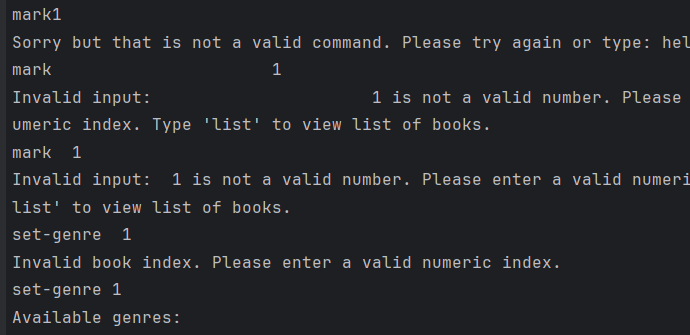 mark1
Sorry but that is not a valid command. Please try again or type: hel
mark                      1
Invalid input:                      1 is not a valid number. Please
umeric index. Type 'list' to view list of books.
mark  1
Invalid input:  1 is not a valid number. Please enter a valid numeri
list' to view list of books.
set-genre  1
Invalid book index. Please enter a valid numeric index.
set-genre 1
Available genres: